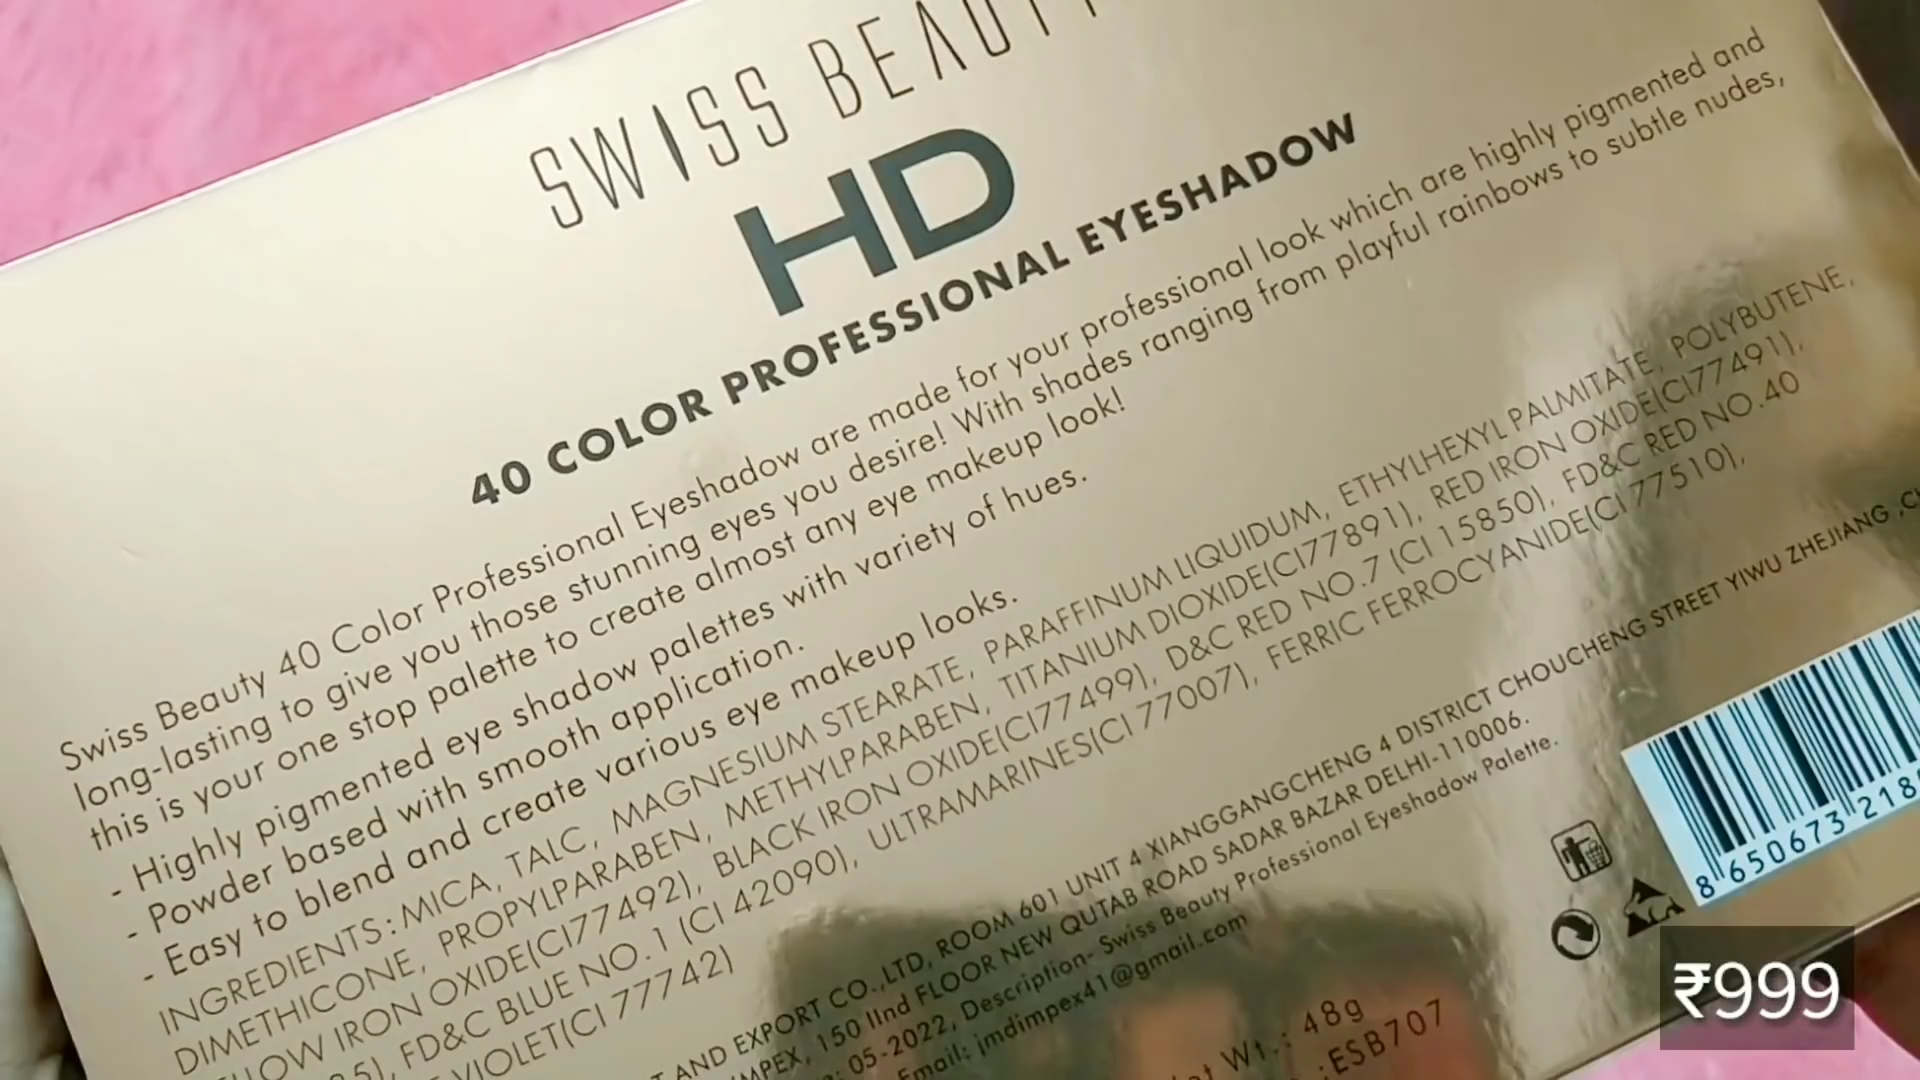 SWISS BEAUTY
HD
40 COLOR PROFESSIONAL EYESHADOW
Swiss Beauty 40 Color Professional Eyeshadow are made for your professional look which are highly pigmented and
long-lasting to give you those stunning eyes you desire! With shades ranging from playful rainbows to subtle nudes,
this is your one stop palette to create almost any eye makeup look!
- Highly pigmented eye shadow palettes with variety of hues.
- Powder based with smooth application.
- Easy to blend and create various eye makeup looks.
INGREDIENTS: MICA, TALC, MAGNESIUM STEARATE, PARAFFINUM LIQUIDUM, ETHYLHEXYL PALMITATE, POLYBUTENE,
DIMETHICONE, PROPYLPARABEN, METHYLPARABEN, TITANIUM DIOXIDE(CI77891), RED IRON OXIDE(CI77491),
IRON OXIDE(CI77492), BLACK IRON OXIDE(CI77499), D&C RED NO.7 (CI 15850), FD&C RED NO.40
FD&C BLUE NO.1 (CI 42090), ULTRAMARINES(CI 77007), FERRIC FERROCYANIDE(CI 77510),
VIOLET(CI 77742)
AND EXPORT CO.,LTD, ROOM 601 UNIT 4 XIANGGANGCHENG 4 DISTRICT CHOUCHENG STREET YIWU ZHEJIANG
150 IInd FLOOR NEW QUTAB ROAD SADAR BAZAR DELHI-110006.
05-2022, Description- Swiss Beauty Professional Eyeshadow Palette.
Email: jmdimpex41@gmail.com
Wt.: 48g
:ESB707
8 650673 218
₹999